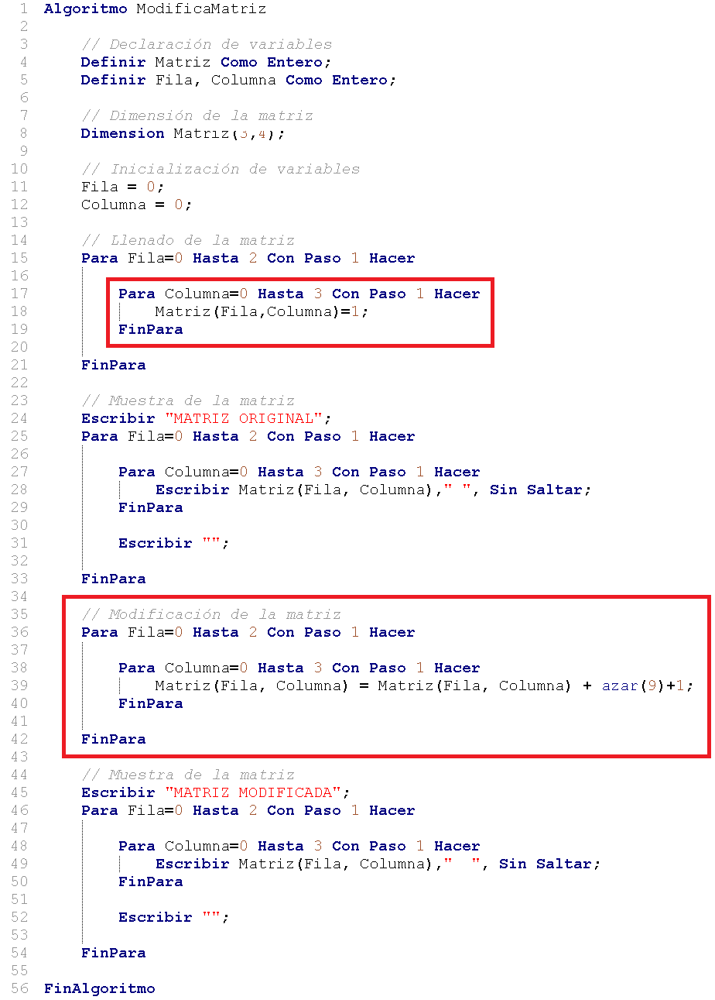 1 Algoritmo ModificaMatriz
2
3 // Declaración de variables
4 Definir Matriz Como Entero;
5 Definir Fila, Columna Como Entero;
6
7 // Dimensión de la matriz
8 Dimension Matriz(3,4);
9
10 // Inicialización de variables
11 Fila = 0;
12 Columna = 0;
13
14 // Llenado de la matriz
15 Para Fila=0 Hasta 2 Con Paso 1 Hacer
16
17 Para Columna=0 Hasta 3 Con Paso 1 Hacer
18 Matriz(Fila,Columna)=1;
19 FinPara
20
21 FinPara
22
23 // Muestra de la matriz
24 Escribir "MATRIZ ORIGINAL";
25 Para Fila=0 Hasta 2 Con Paso 1 Hacer
26
27 Para Columna=0 Hasta 3 Con Paso 1 Hacer
28 Escribir Matriz(Fila, Columna)," ", Sin Saltar;
29 FinPara
30
31 Escribir "";
32
33 FinPara
34
35 // Modificación de la matriz
36 Para Fila=0 Hasta 2 Con Paso 1 Hacer
37
38 Para Columna=0 Hasta 3 Con Paso 1 Hacer
39 Matriz(Fila, Columna) = Matriz(Fila, Columna) + azar(9)+1;
40 FinPara
41
42 FinPara
43
44 // Muestra de la matriz
45 Escribir "MATRIZ MODIFICADA";
46 Para Fila=0 Hasta 2 Con Paso 1 Hacer
47
48 Para Columna=0 Hasta 3 Con Paso 1 Hacer
49 Escribir Matriz(Fila, Columna),"  ", Sin Saltar;
50 FinPara
51
52 Escribir "";
53
54 FinPara
55
56 FinAlgoritmo